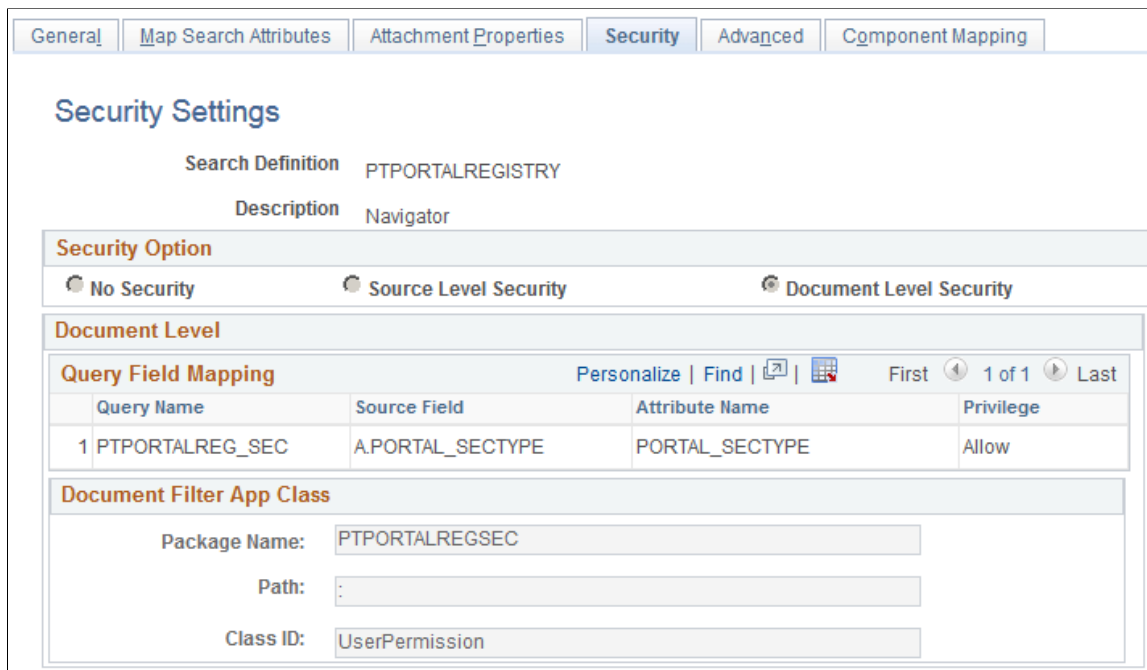 General Map Search Attributes Attachment Properties Security Advanced Component Mapping
Security Settings
Search Definition PTPORTALREGISTRY
Description Navigator
Security Option
No Security Source Level Security Document Level Security
Document Level
Query Field Mapping Personalize | Find | | First 1 of 1 Last
Query Name Source Field Attribute Name Privilege
1 PTPORTALREG_SEC A.PORTAL_SECTYPE PORTAL_SECTYPE Allow
Document Filter App Class
Package Name: PTPORTALREGSEC
Path: :
Class ID: UserPermission